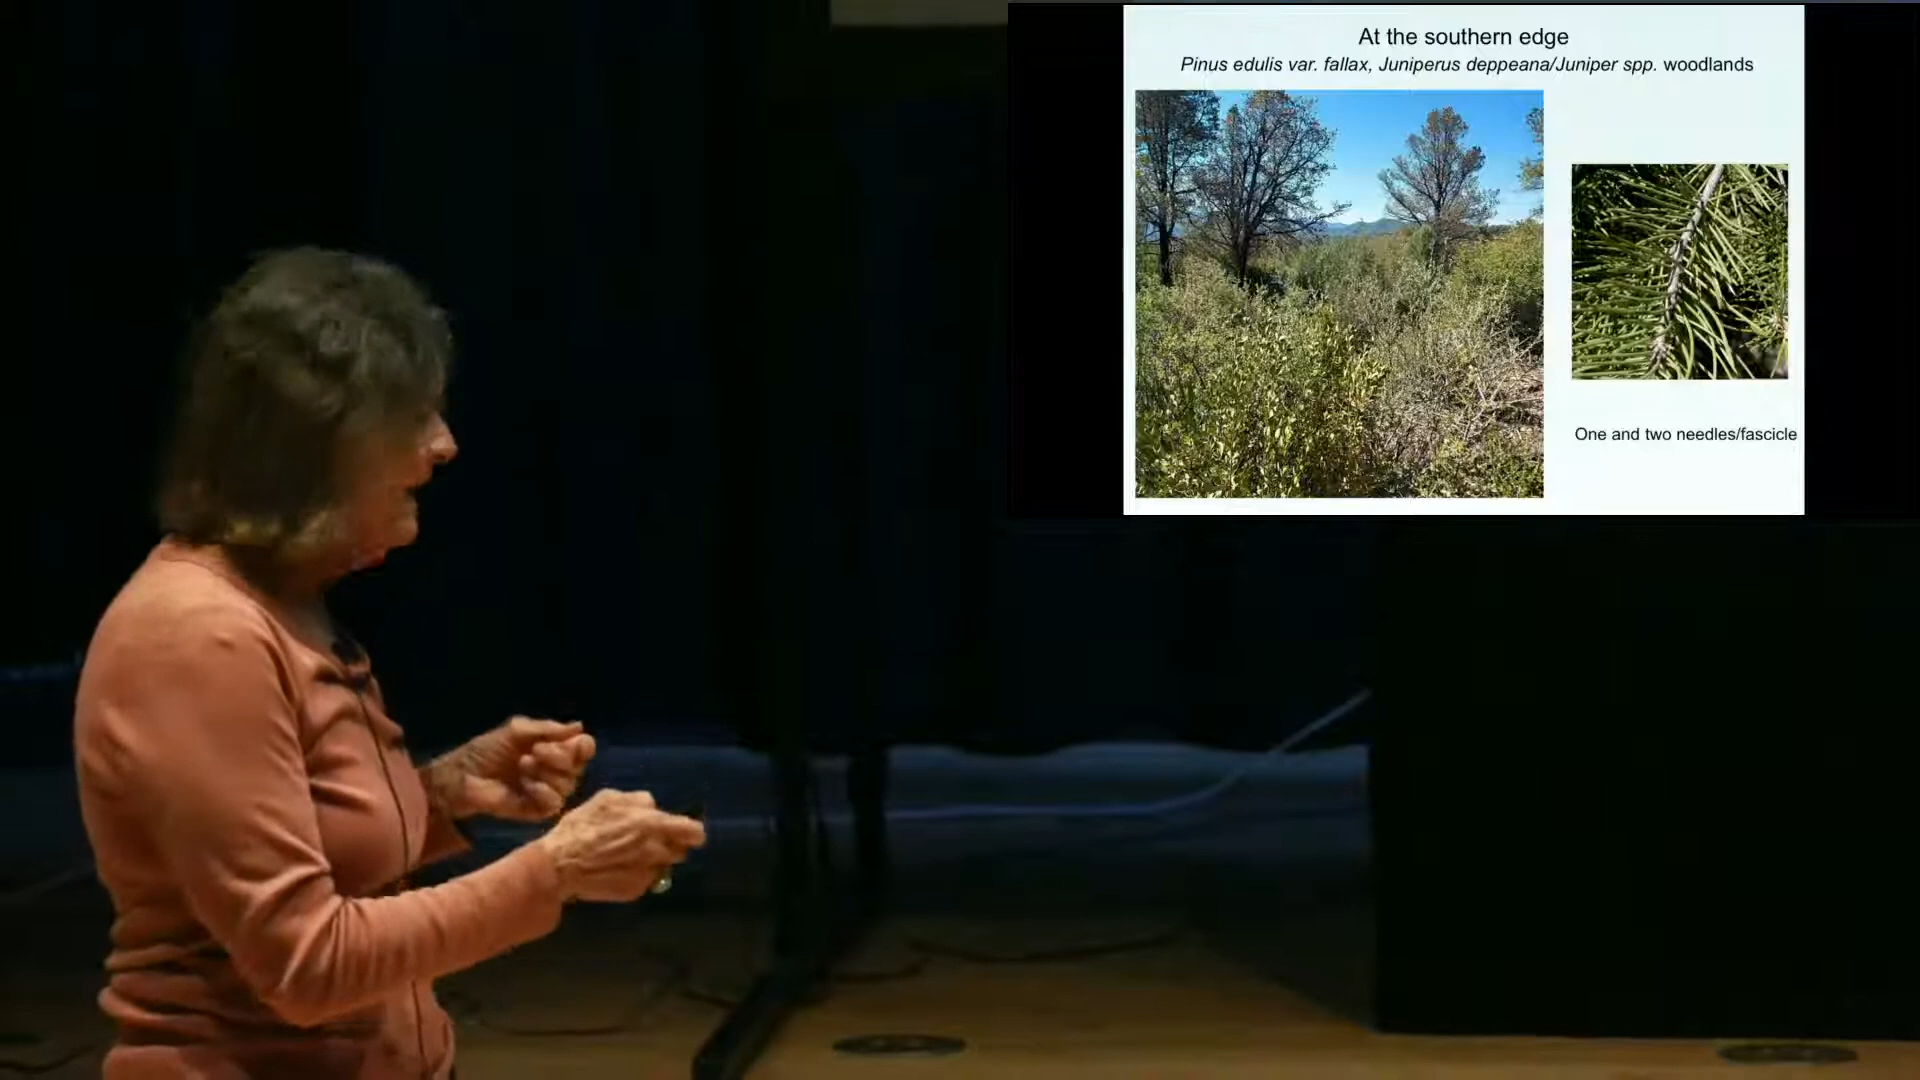 At the southern edge
Pinus edulis var. fallax, Juniperus deppeana/Juniper spp. woodlands
One and two needles/fascicle